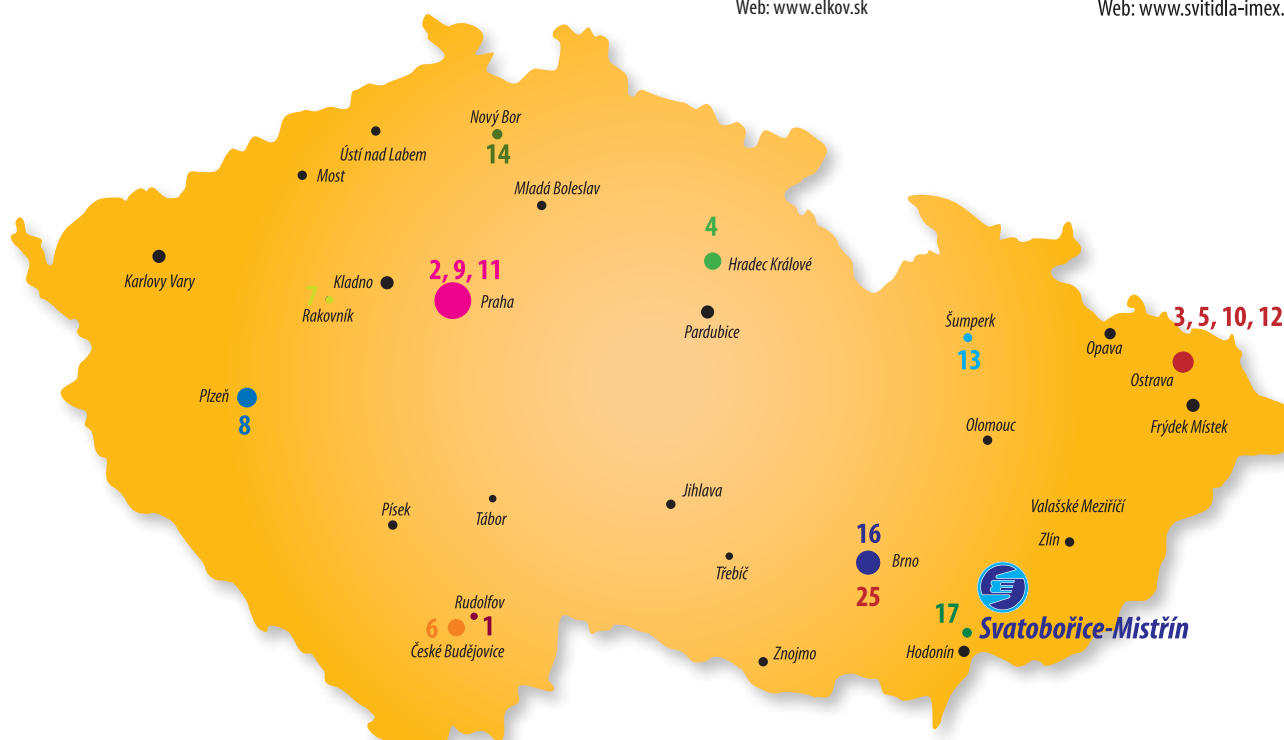 Web: www.elkov.sk
Web: www.svitidla-imex.
Nový Bor
14
Ústí nad Labem
Most
Mladá Boleslav
4
Hradec Králové
Karlovy Vary
Kladno
2, 9, 11
Praha
7
Rakovník
Pardubice
Šumperk
13
3, 5, 10, 12
Opava
Ostrava
Frýdek Místek
Plzeň
8
Olomouc
Jihlava
Písek
Tábor
Valašské Meziříčí
Zlín
16
Brno
25
Třebíč
Rudolfov
6
1
České Budějovice
17
Svatobořice-Mistřín
Hodonín
Znojmo